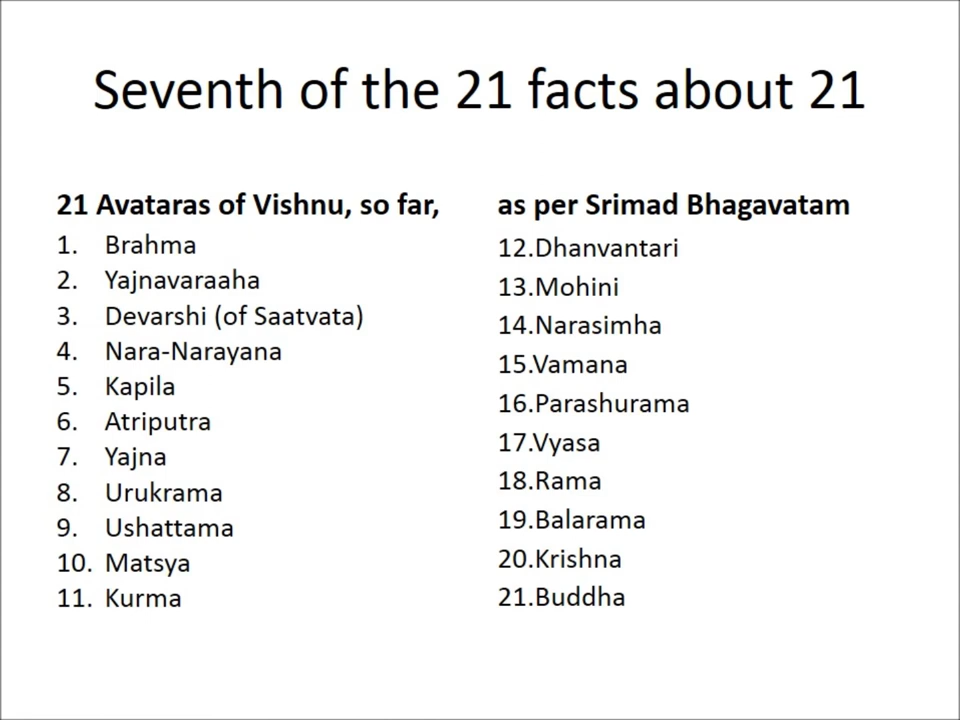 Seventh of the 21 facts about 21
21 Avataras of Vishnu, so far,
1. Brahma
2. Yajnavaraaha
3. Devarshi (of Saatvata)
4. Nara-Narayana
5. Kapila
6. Atriputra
7. Yajna
8. Urukrama
9. Ushattama
10. Matsya
11. Kurma
as per Srimad Bhagavatam
12.Dhanvantari
13.Mohini
14.Narasimha
15.Vamana
16.Parashurama
17.Vyasa
18.Rama
19.Balarama
20.Krishna
21.Buddha